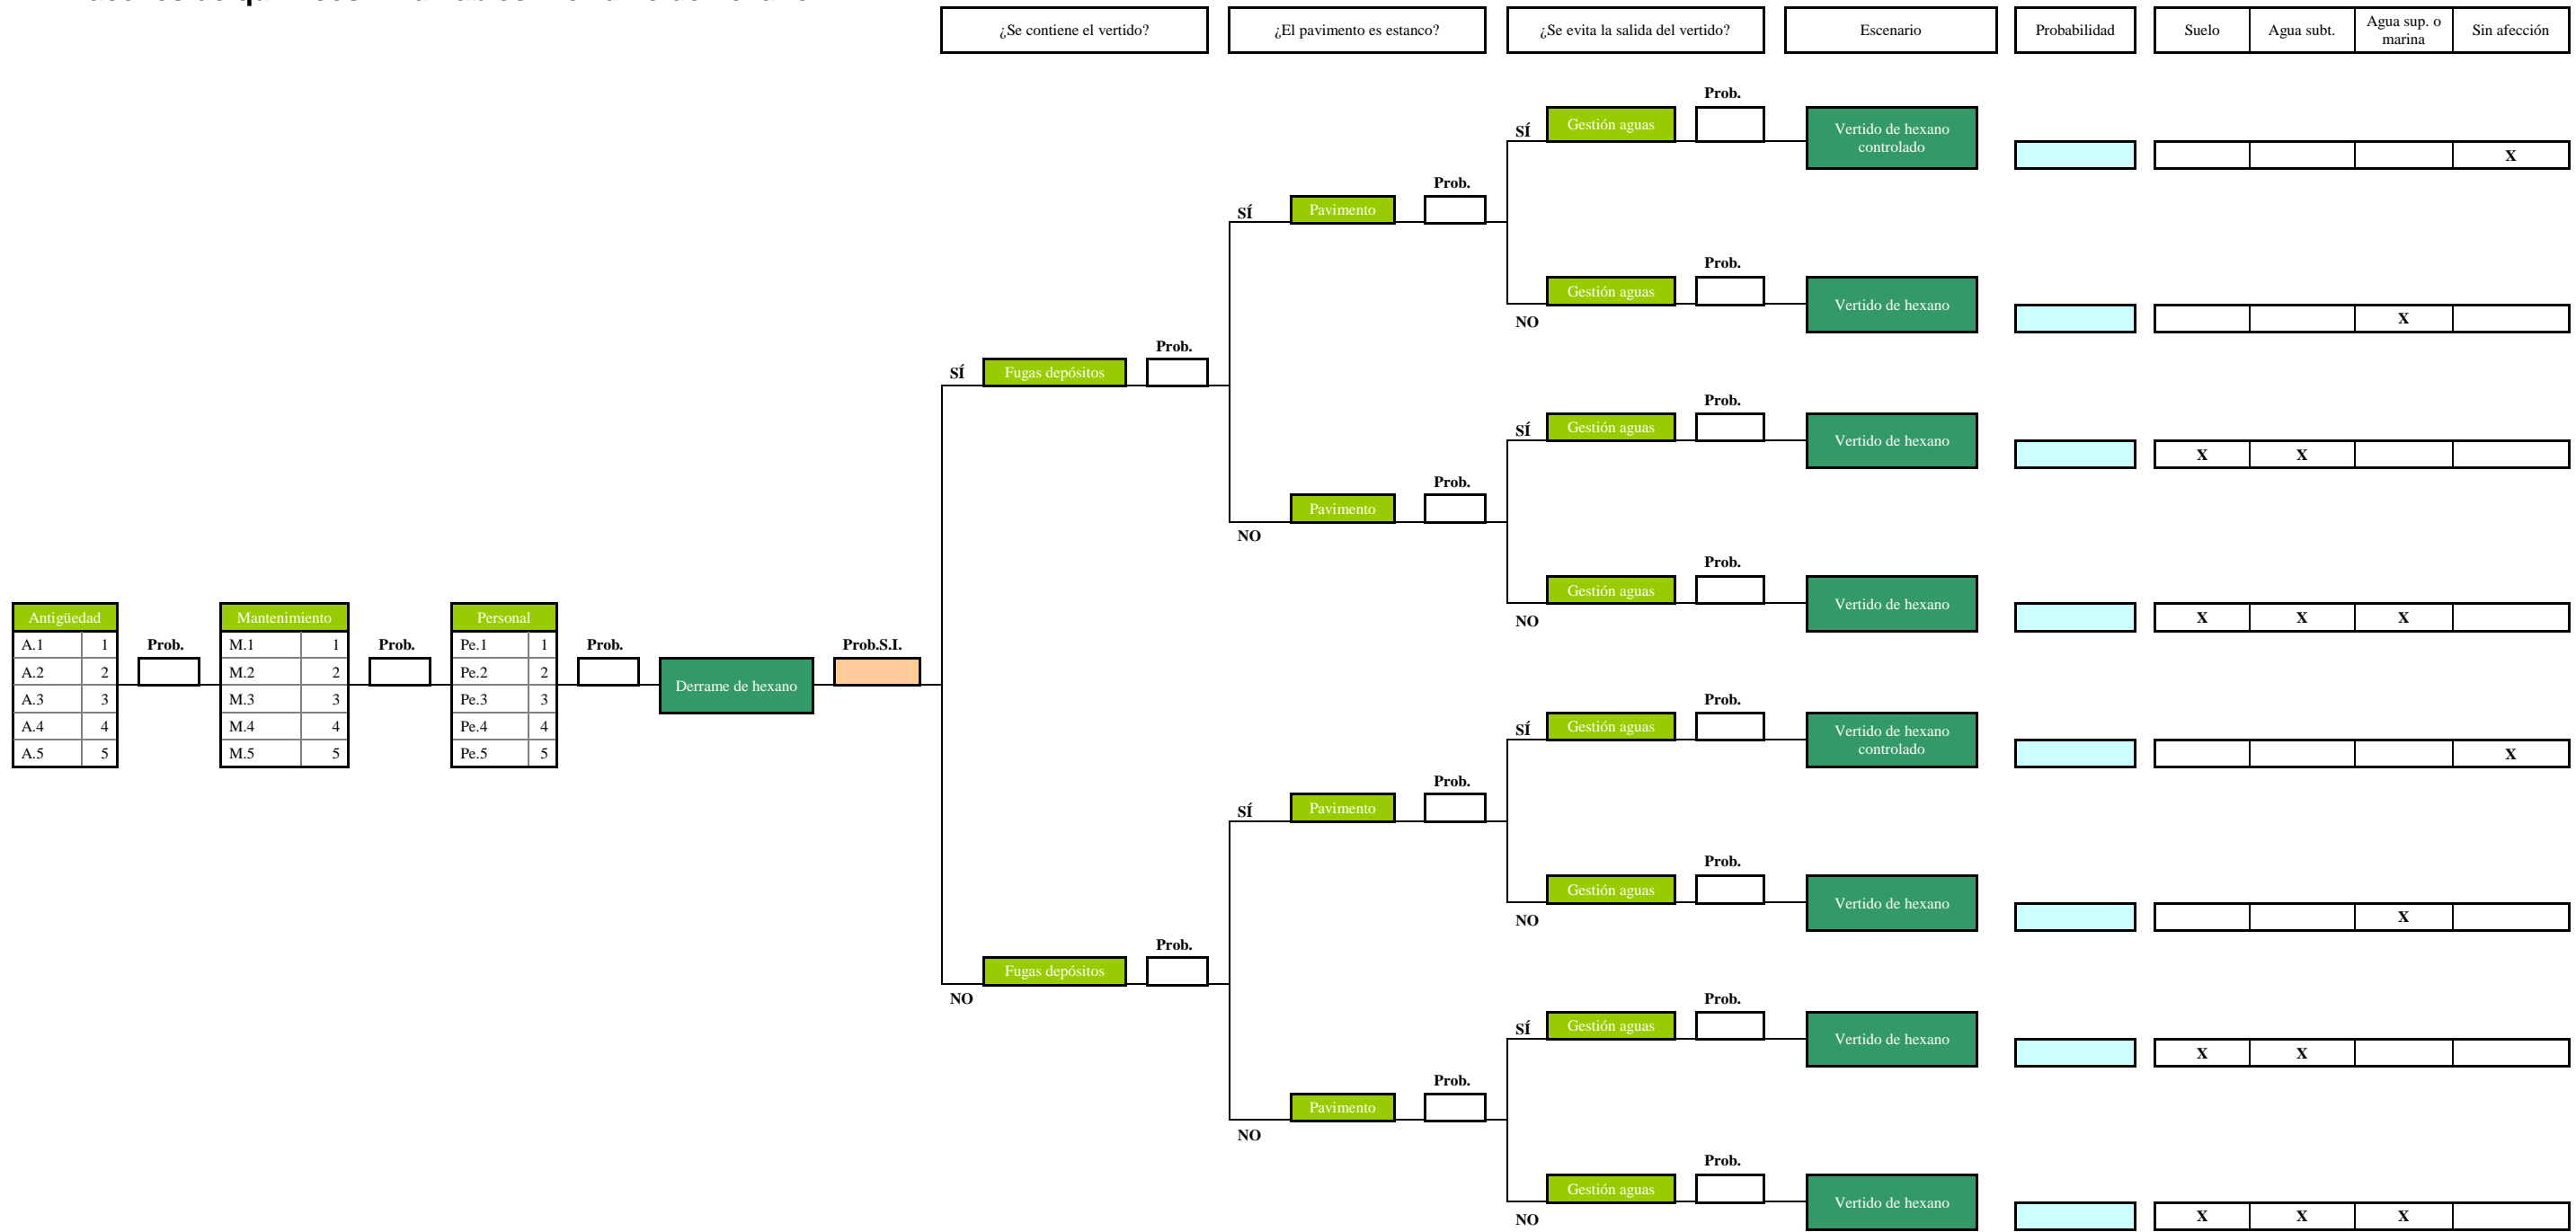 ¿Se contiene el vertido? ¿El pavimento es estanco? ¿Se evita la salida del vertido? Escenario Probabilidad Suelo Agua subt. Agua sup. o marina Sin afección
Prob.
SÍ Gestión aguas Vertido de hexano controlado
X
Prob.
SÍ Pavimento
Prob.
Gestión aguas Vertido de hexano
NO X
Prob.
SÍ Fugas depósitos
Prob.
SÍ Gestión aguas Vertido de hexano
X X
Prob.
Pavimento
NO
Prob.
Gestión aguas Vertido de hexano
NO X X X
Antigüedad Mantenimiento Personal
A.1 1 Prob. M.1 1 Prob. Pe.1 1 Prob. Prob.S.I.
A.2 2 M.2 2 Pe.2 2
A.3 3 M.3 3 Pe.3 3 Derrame de hexano
A.4 4 M.4 4 Pe.4 4
A.5 5 M.5 5 Pe.5 5
Prob.
SÍ Gestión aguas Vertido de hexano controlado
X
Prob.
SÍ Pavimento
Prob.
Gestión aguas Vertido de hexano
NO X
Prob.
Fugas depósitos
NO
Prob.
SÍ Gestión aguas Vertido de hexano
X X
Prob.
Pavimento
NO
Prob.
Gestión aguas Vertido de hexano
NO X X X